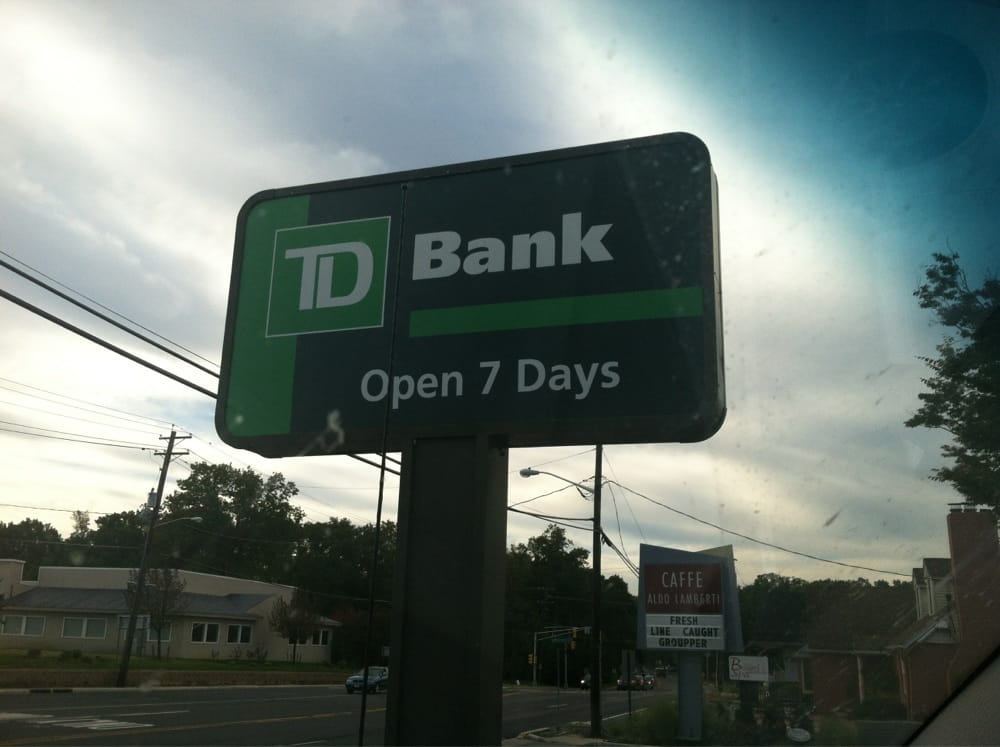 TD Bank
Open 7 Days
CAFFE
ALDO LAMBERTI
FRESH
LINE CAUGHT
GROUPPER